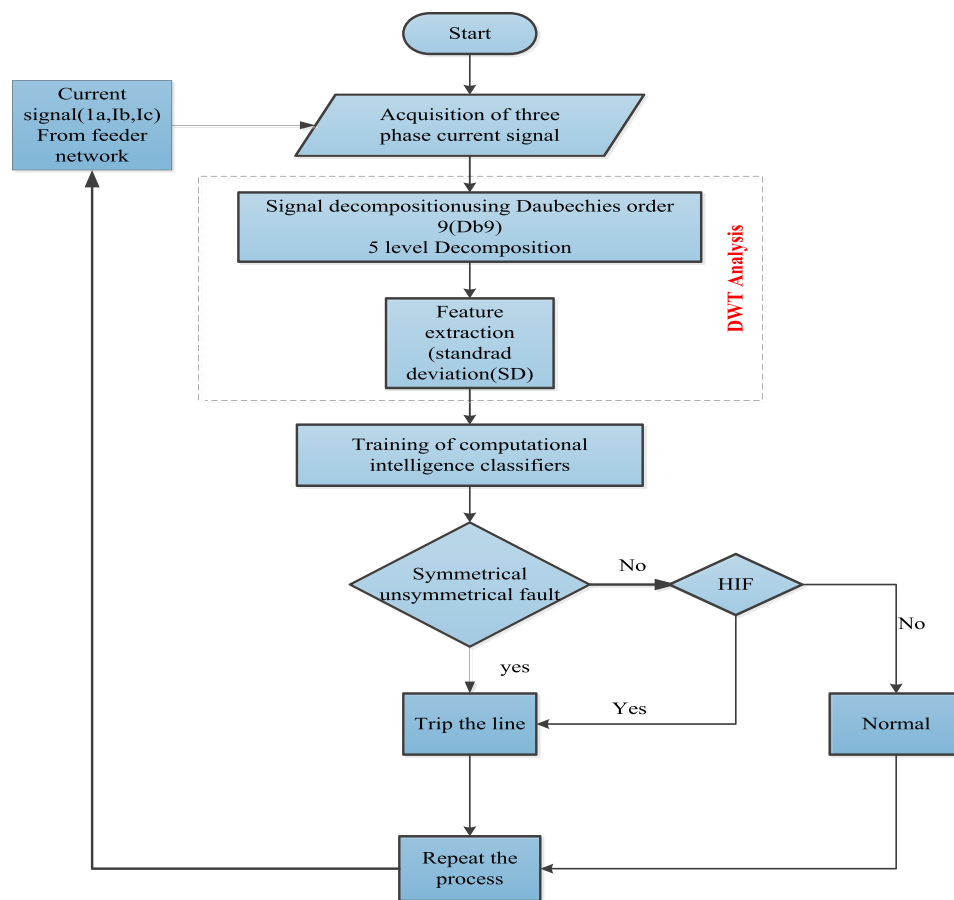 Start
Current
signal(1a,Ib,Ic)
From feeder
network
Acquisition of three
phase current signal
Signal decompositionusing Daubechies order
9(Db9)
5 level Decomposition
DWT Analysis
Feature
extraction
(standrad
deviation(SD)
Training of computational
intelligence classifiers
Symmetrical
unsymmetrical fault
No
HIF
No
yes
Yes
Trip the line
Normal
Repeat the
process